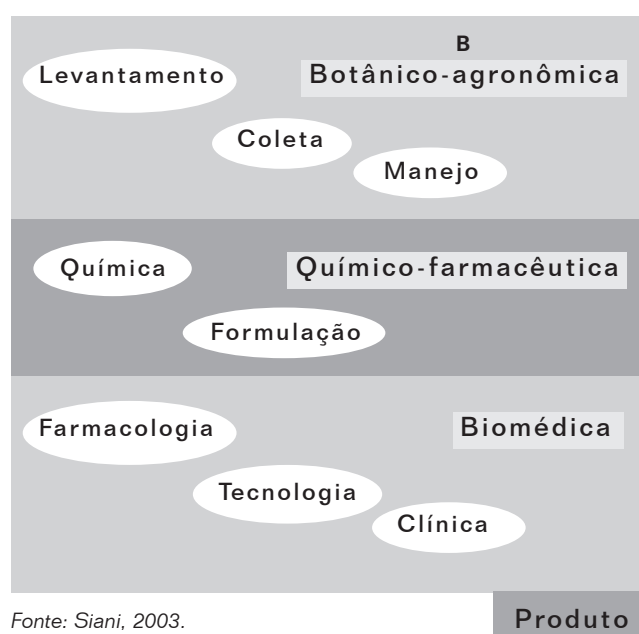 B
Levantamento
Botânico-agronômica
Coleta
Manejo
Química
Químico-farmacêutica
Formulação
Farmacologia
Biomédica
Tecnologia
Clínica
Fonte: Siani, 2003.
Produto